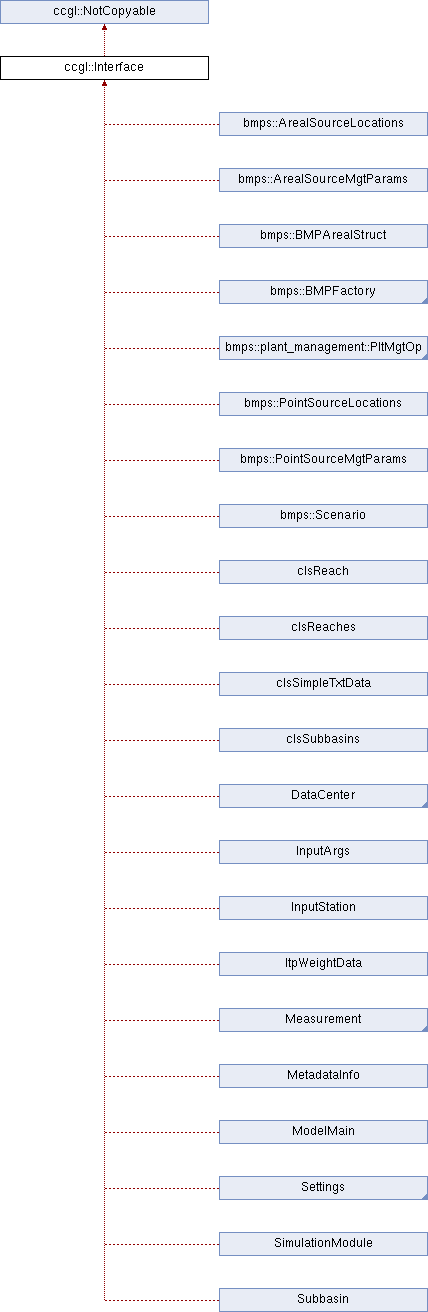 ccgl::NotCopyable
ccgl::Interface
bmps::ArealSourceLocations
bmps::ArealSourceMgtParams
bmps::BMPArealStruct
bmps::BMPFactory
bmps::plant_management::PltMgtOp
bmps::PointSourceLocations
bmps::PointSourceMgtParams
bmps::Scenario
clsReach
clsReaches
clsSimpleTxtData
clsSubbasins
DataCenter
InputArgs
InputStation
ItpWeightData
Measurement
MetadataInfo
ModelMain
Settings
SimulationModule
Subbasin